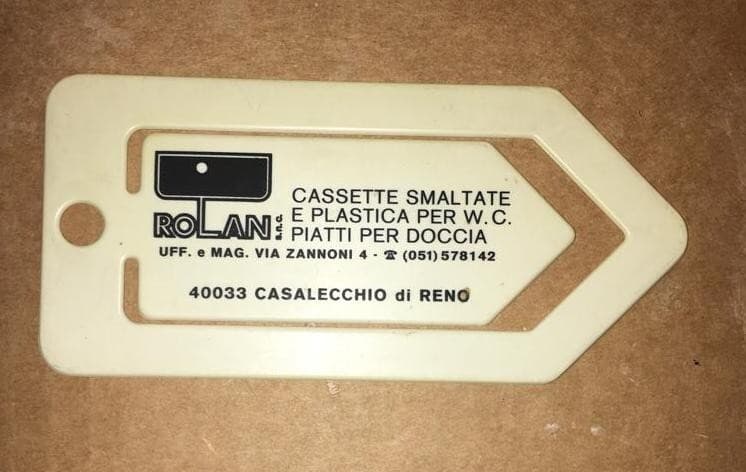 ROLAN s.n.c.
CASSETTE SMALTATE
E PLASTICA PER W.C.
PIATTI PER DOCCIA
UFF. e MAG. VIA ZANNONI 4 - ☎ (051) 578142
40033 CASALECCHIO di RENO